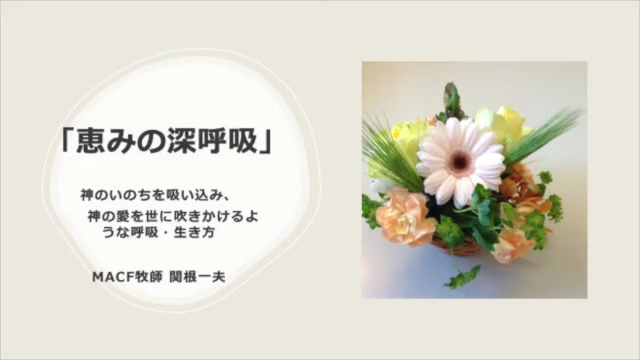 「恵みの深呼吸」
神のいのちを吸い込み、
神の愛を世に吹きかけるよ
うな呼吸・生き方
MACF牧師 関根一夫